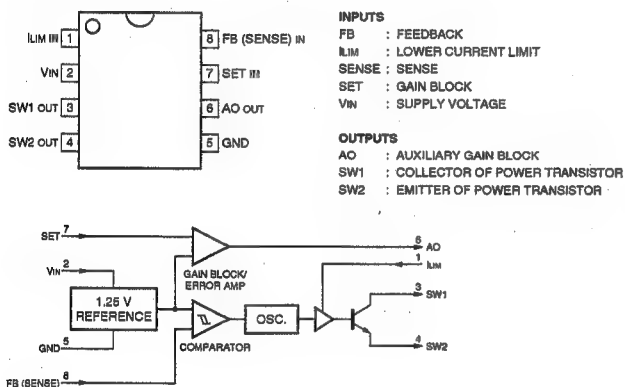 ILIM IN 1
8 FB (SENSE) IN
VIN 2
7 SET IN
SW1 OUT 3
6 AO OUT
SW2 OUT 4
5 GND
INPUTS
FB : FEEDBACK
ILIM : LOWER CURRENT LIMIT
SENSE : SENSE
SET : GAIN BLOCK
VIN : SUPPLY VOLTAGE
OUTPUTS
AO : AUXILIARY GAIN BLOCK
SW1 : COLLECTOR OF POWER TRANSISTOR
SW2 : EMITTER OF POWER TRANSISTOR
SET 7
6 AO
1 ILIM
VIN 2
GAIN BLOCK/
ERROR AMP
1.25 V
REFERENCE
OSC.
3 SW1
COMPARATOR
GND 5
4 SW2
FB (SENSE) 8